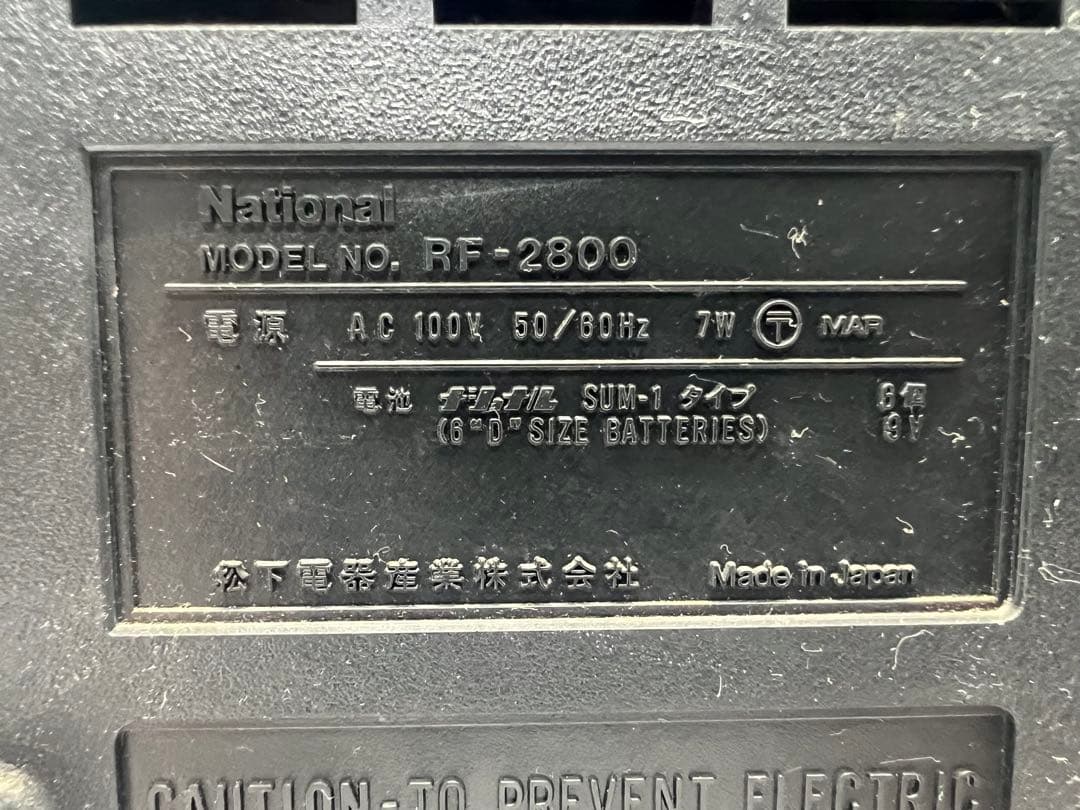 National
MODEL NO. RF-2800
電源 AC 100V 50/60Hz 7W 〒 MAR
電池 ナショナル SUM-1 タイプ 6個
(6 "D" SIZE BATTERIES) 9V
松下電器産業株式会社 Made in Japan
CAUTION-TO PREVENT ELECTRIC